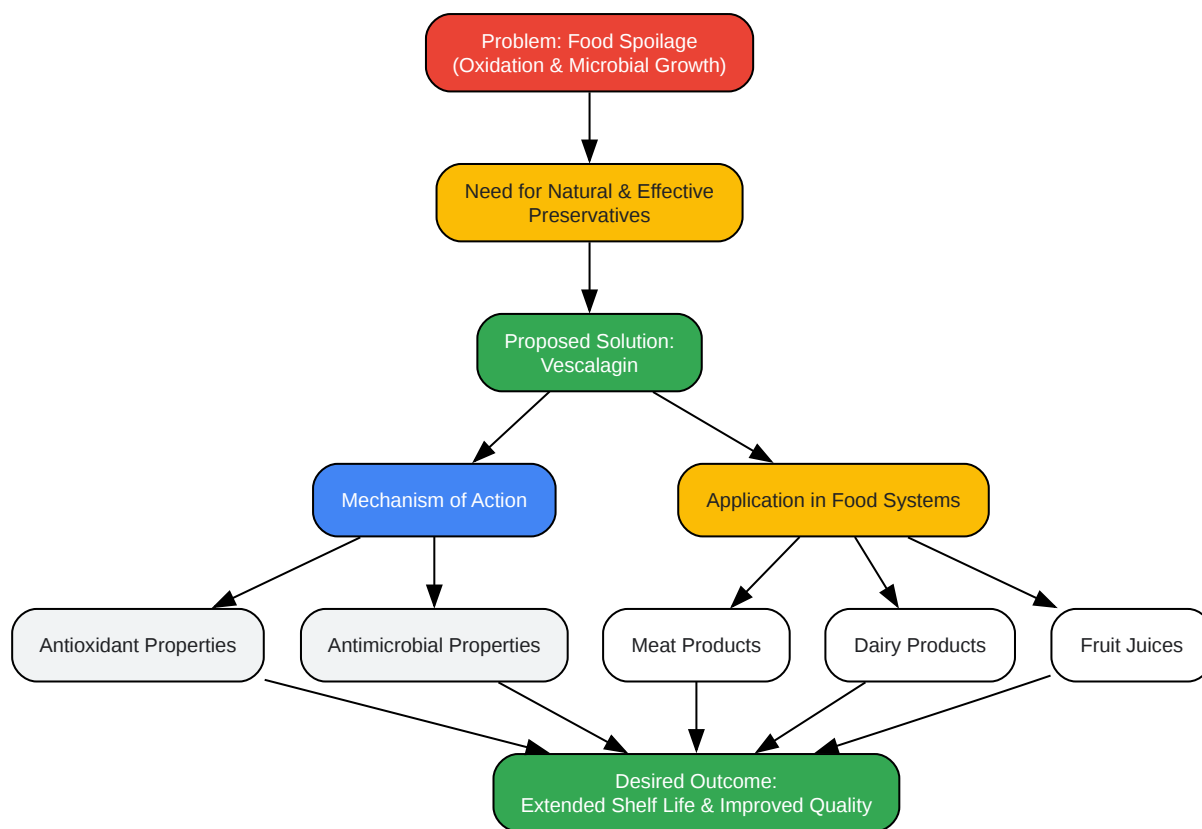 Problem: Food Spoilage
(Oxidation & Microbial Growth)
Need for Natural & Effective
Preservatives
Proposed Solution:
Vescalagin
Mechanism of Action
Application in Food Systems
Antioxidant Properties
Antimicrobial Properties
Meat Products
Dairy Products
Fruit Juices
Desired Outcome:
Extended Shelf Life & Improved Quality